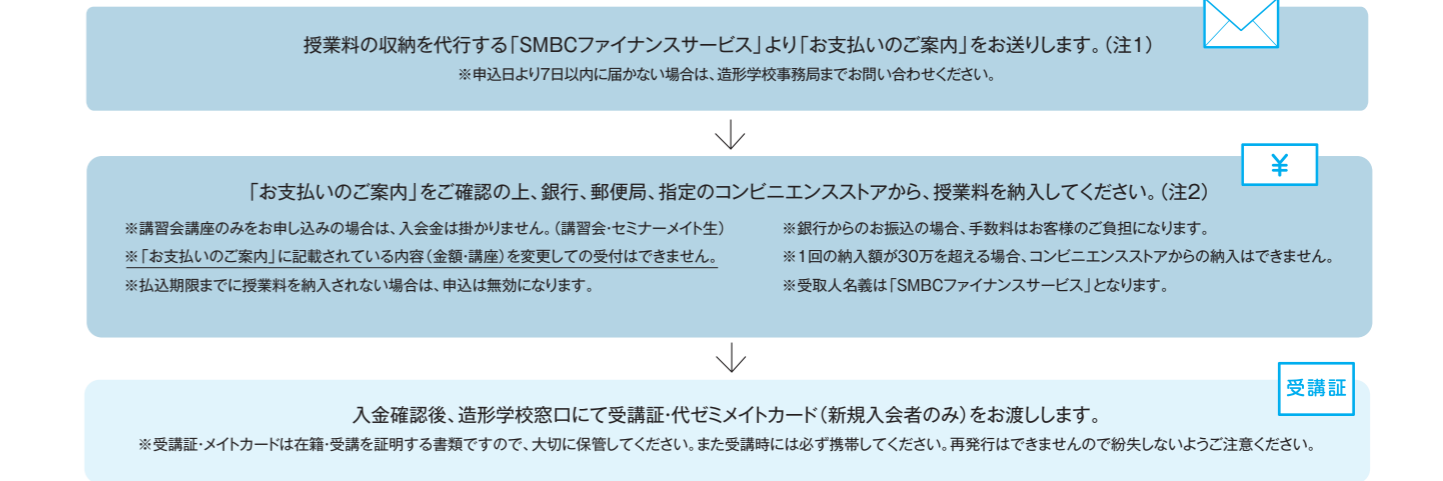 授業料の収納を代行する「SMBCファイナンスサービス」より「お支払いのご案内」をお送りします。(注1)
※申込日より7日以内に届かない場合は、造形学校事務局までお問い合わせください。
¥
「お支払いのご案内」をご確認の上、銀行、郵便局、指定のコンビニエンスストアから、授業料を納入してください。(注2)
※講習会講座のみをお申し込みの場合は、入会金は掛かりません。(講習会・セミナーメイト生)
※「お支払いのご案内」に記載されている内容(金額・講座)を変更しての受付はできません。
※払込期限までに授業料を納入されない場合は、申込は無効になります。
※銀行からのお振込の場合、手数料はお客様のご負担になります。
※1回の納入額が30万を超える場合、コンビニエンスストアからの納入はできません。
※受取人名義は「SMBCファイナンスサービス」となります。
受講証
入金確認後、造形学校窓口にて受講証・代ゼミメイトカード(新規入会者のみ)をお渡しします。
※受講証・メイトカードは在籍・受講を証明する書類ですので、大切に保管してください。また受講時には必ず携帯してください。再発行はできませんので紛失しないようご注意ください。